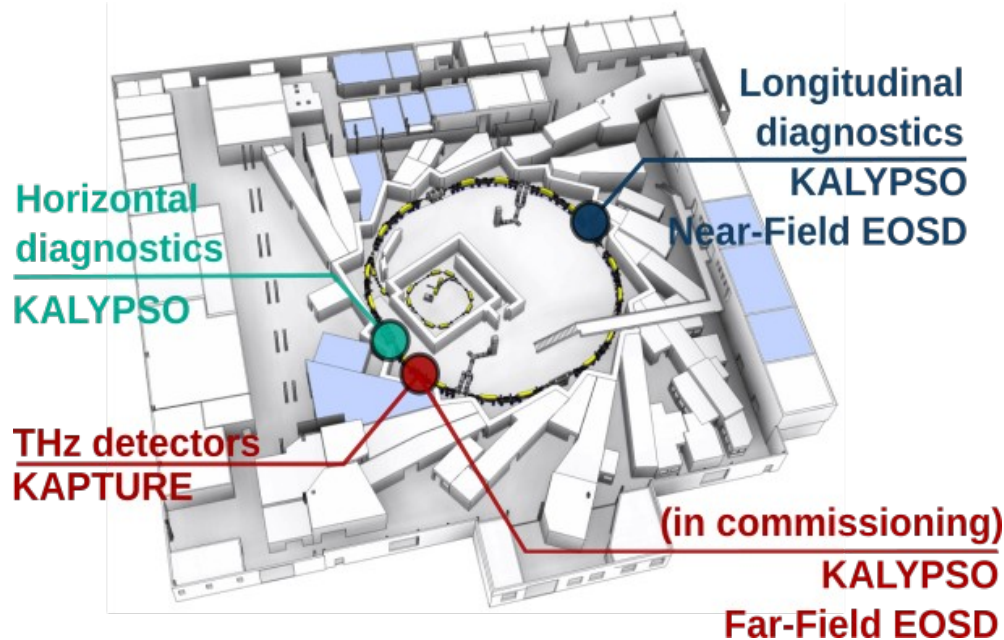 Longitudinal
diagnostics
KALYPSO
Near-Field EOSD
Horizontal
diagnostics
KALYPSO
THz detectors
KAPTURE
(in commissioning)
KALYPSO
Far-Field EOSD